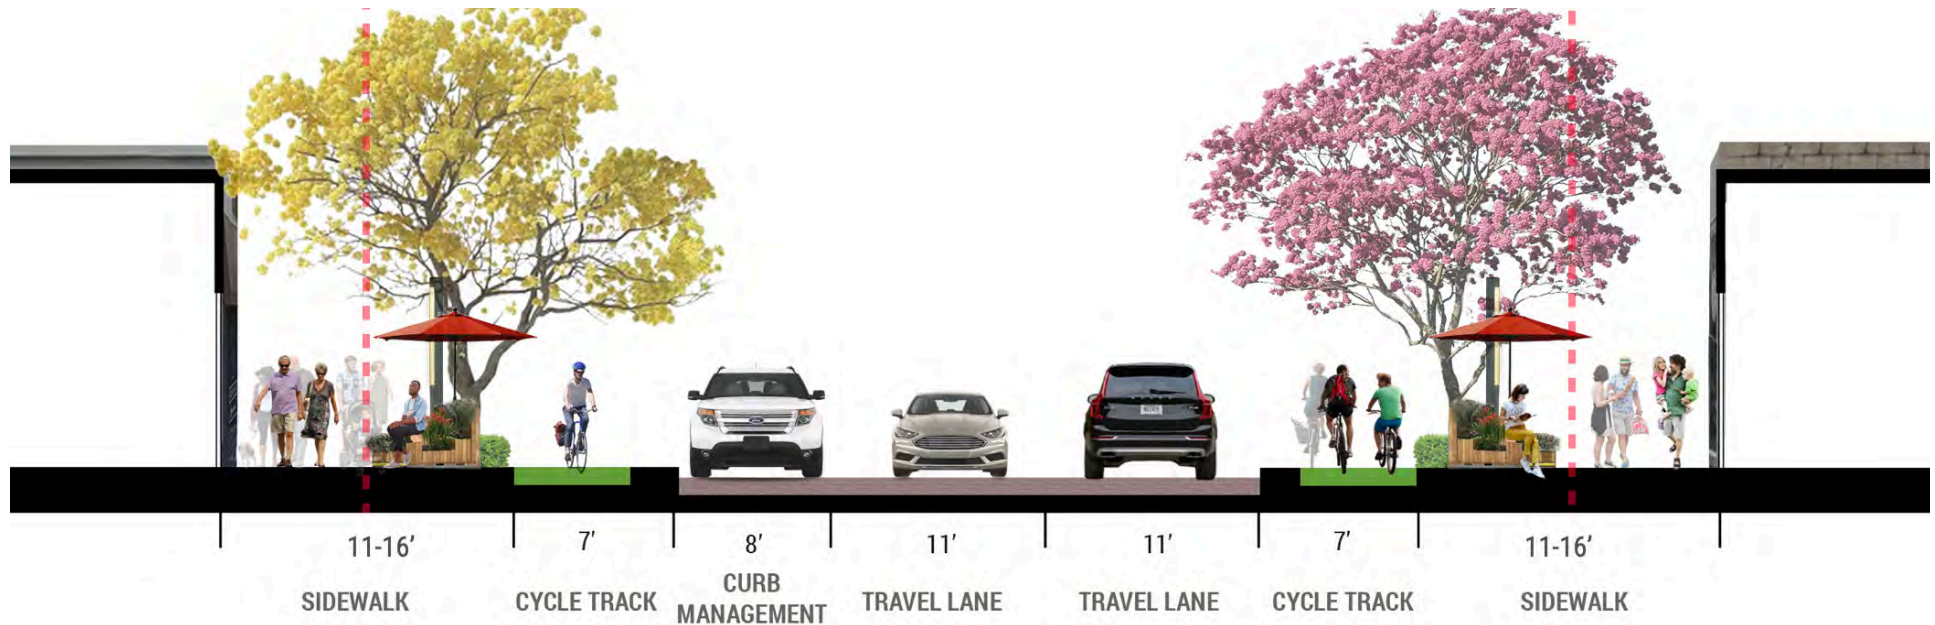 11-16’
7’
8’
11’
11’
7’
11-16’
SIDEWALK
CYCLE TRACK
CURB
MANAGEMENT
TRAVEL LANE
TRAVEL LANE
CYCLE TRACK
SIDEWALK